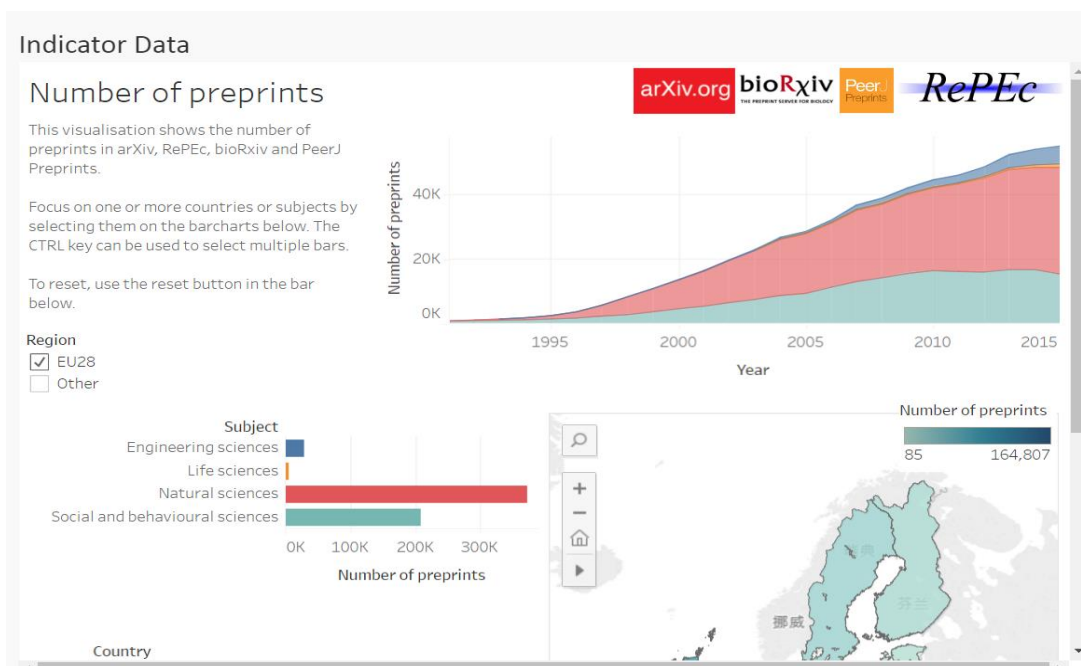 Indicator Data
Number of preprints
arXiv.org
bioRxiv
THE PREPRINT SERVER FOR BIOLOGY
PeerJ
Preprints
RePEc
This visualisation shows the number of
preprints in arXiv, RePEc, bioRxiv and PeerJ
Preprints.
Focus on one or more countries or subjects by
selecting them on the barcharts below. The
CTRL key can be used to select multiple bars.
To reset, use the reset button in the bar
below.
Region
EU28
Other
Number of preprints
40K
20K
0K
1995
2000
2005
2010
2015
Year
Subject
Engineering sciences
Life sciences
Natural sciences
Social and behavioural sciences
0K
100K
200K
300K
Number of preprints
Country
Number of preprints
85
164,807
瑞典
芬兰
挪威